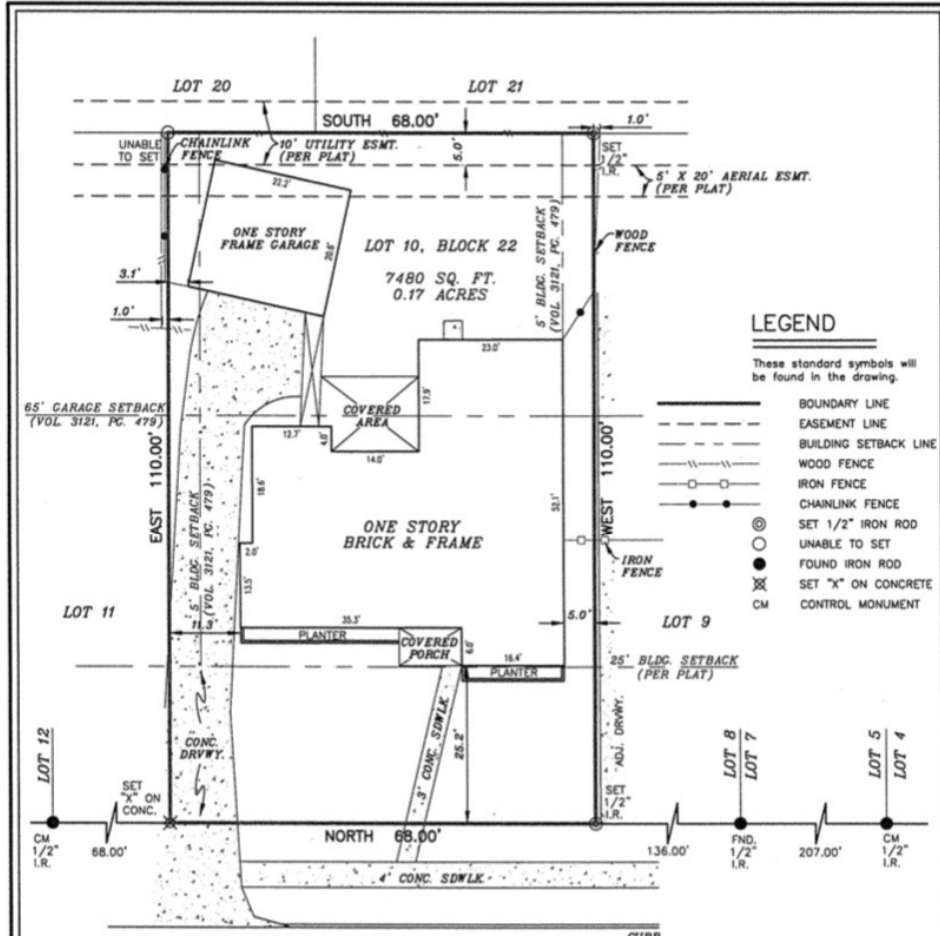 LOT 20
LOT 21
SOUTH 68.00'
1.0'
UNABLE
TO SET
CHAINLINK
FENCE
10' UTILITY ESMT.
(PER PLAT)
5.0'
SET
1/2"
I.R.
5' X 20' AERIAL ESMT.
(PER PLAT)
22.2'
ONE STORY
FRAME GARAGE
20.6'
LOT 10, BLOCK 22
7480 SQ. FT.
0.17 ACRES
5' BLDG. SETBACK
(VOL 3121, PG. 479)
WOOD
FENCE
3.1'
1.0'
LEGEND
These standard symbols will
be found in the drawing.
BOUNDARY LINE
EASEMENT LINE
BUILDING SETBACK LINE
WOOD FENCE
IRON FENCE
CHAINLINK FENCE
SET 1/2" IRON ROD
UNABLE TO SET
FOUND IRON ROD
SET "X" ON CONCRETE
CM CONTROL MONUMENT
23.0'
17.5'
COVERED
AREA
65' GARAGE SETBACK
(VOL. 3121, PG. 479)
12.7'
4.0'
14.0'
EAST 110.00'
WEST 110.00'
18.6'
52.1'
5' BLDG. SETBACK
(VOL. 3121, PG. 479)
ONE STORY
BRICK & FRAME
2.0'
13.5'
IRON
FENCE
LOT 11
LOT 9
11.3'
35.3'
PLANTER
COVERED
PORCH
6.0'
5.0'
16.4'
PLANTER
25' BLDG. SETBACK
(PER PLAT)
CONC.
DRVWY.
3' CONC. SDWLK.
25.2'
ADJ. DRVWY.
LOT 12
LOT 8
LOT 7
LOT 5
LOT 4
SET
"X" ON
CONC.
SET
1/2"
I.R.
CM
1/2"
I.R.
68.00'
NORTH 68.00'
136.00'
FND.
1/2"
I.R.
207.00'
CM
1/2"
I.R.
4' CONC. SDWLK.